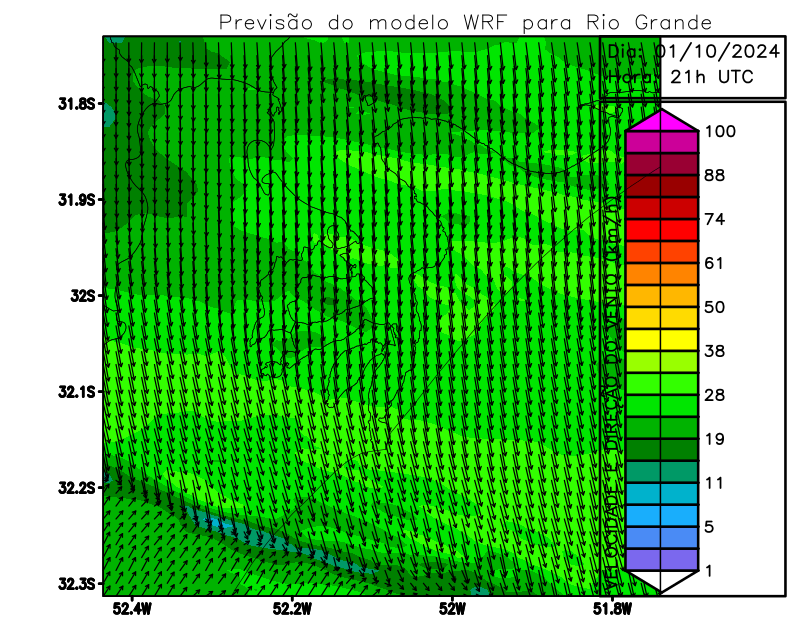 Previsão do modelo WRF para Rio Grande
Dia: 01/10/2024
Hora: 21h UTC
31.8S
31.9S
32S
32.1S
32.2S
32.3S
52.4W
52.2W
52W
51.8W
VELOCIDADE E DIREÇÃO DO VENTO (km/h)
100
88
74
61
50
38
28
19
11
5
1